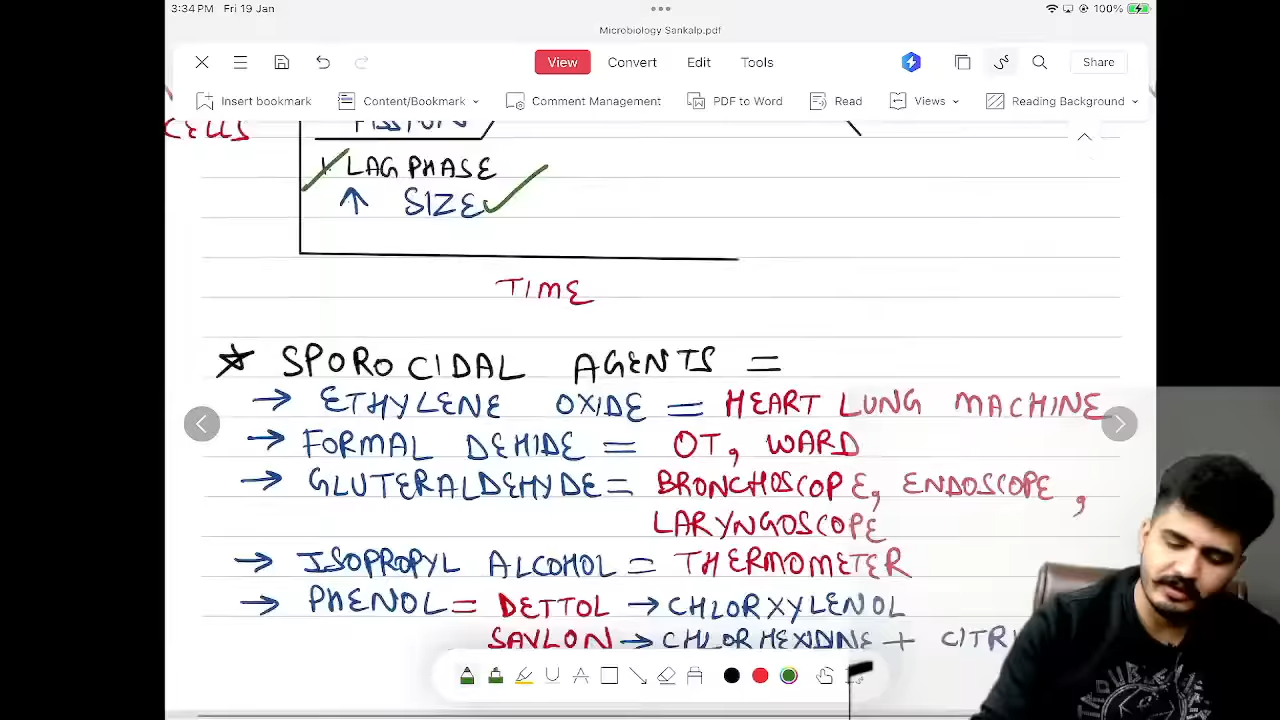 3:34 PM Fri 19 Jan
100%
Microbiology Sankalp.pdf
View Convert Edit Tools Share
Insert bookmark Content/Bookmark Comment Management PDF to Word Read Views Reading Background
CELLS
FISSION
LAG PHASE
↑ SIZE
TIME
★ SPOROCIDAL AGENTS =
→ ETHYLENE OXIDE = HEART LUNG MACHINE
→ FORMAL DEHIDE = OT, WARD
→ GLUTERALDEHYDE = BRONCHOSCOPE, ENDOSCOPE,
LARYNGOSCOPE
→ ISOPROPYL ALCOHOL = THERMOMETER
→ PHENOL = DETTOL → CHLORXYLENOL
SAVLON → CHLORHEXIDINE + CITRI